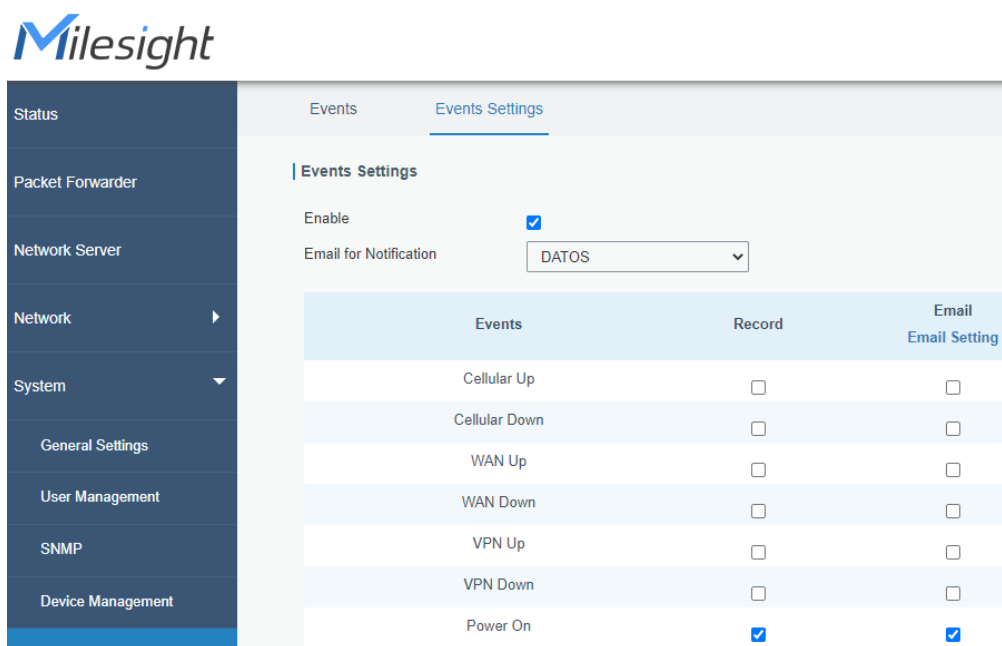 Milesight
Status
Packet Forwarder
Network Server
Network
System
General Settings
User Management
SNMP
Device Management
Events
Events Settings
Events Settings
Enable
Email for Notification
DATOS
Events
Record
Email
Email Setting
Cellular Up
Cellular Down
WAN Up
WAN Down
VPN Up
VPN Down
Power On